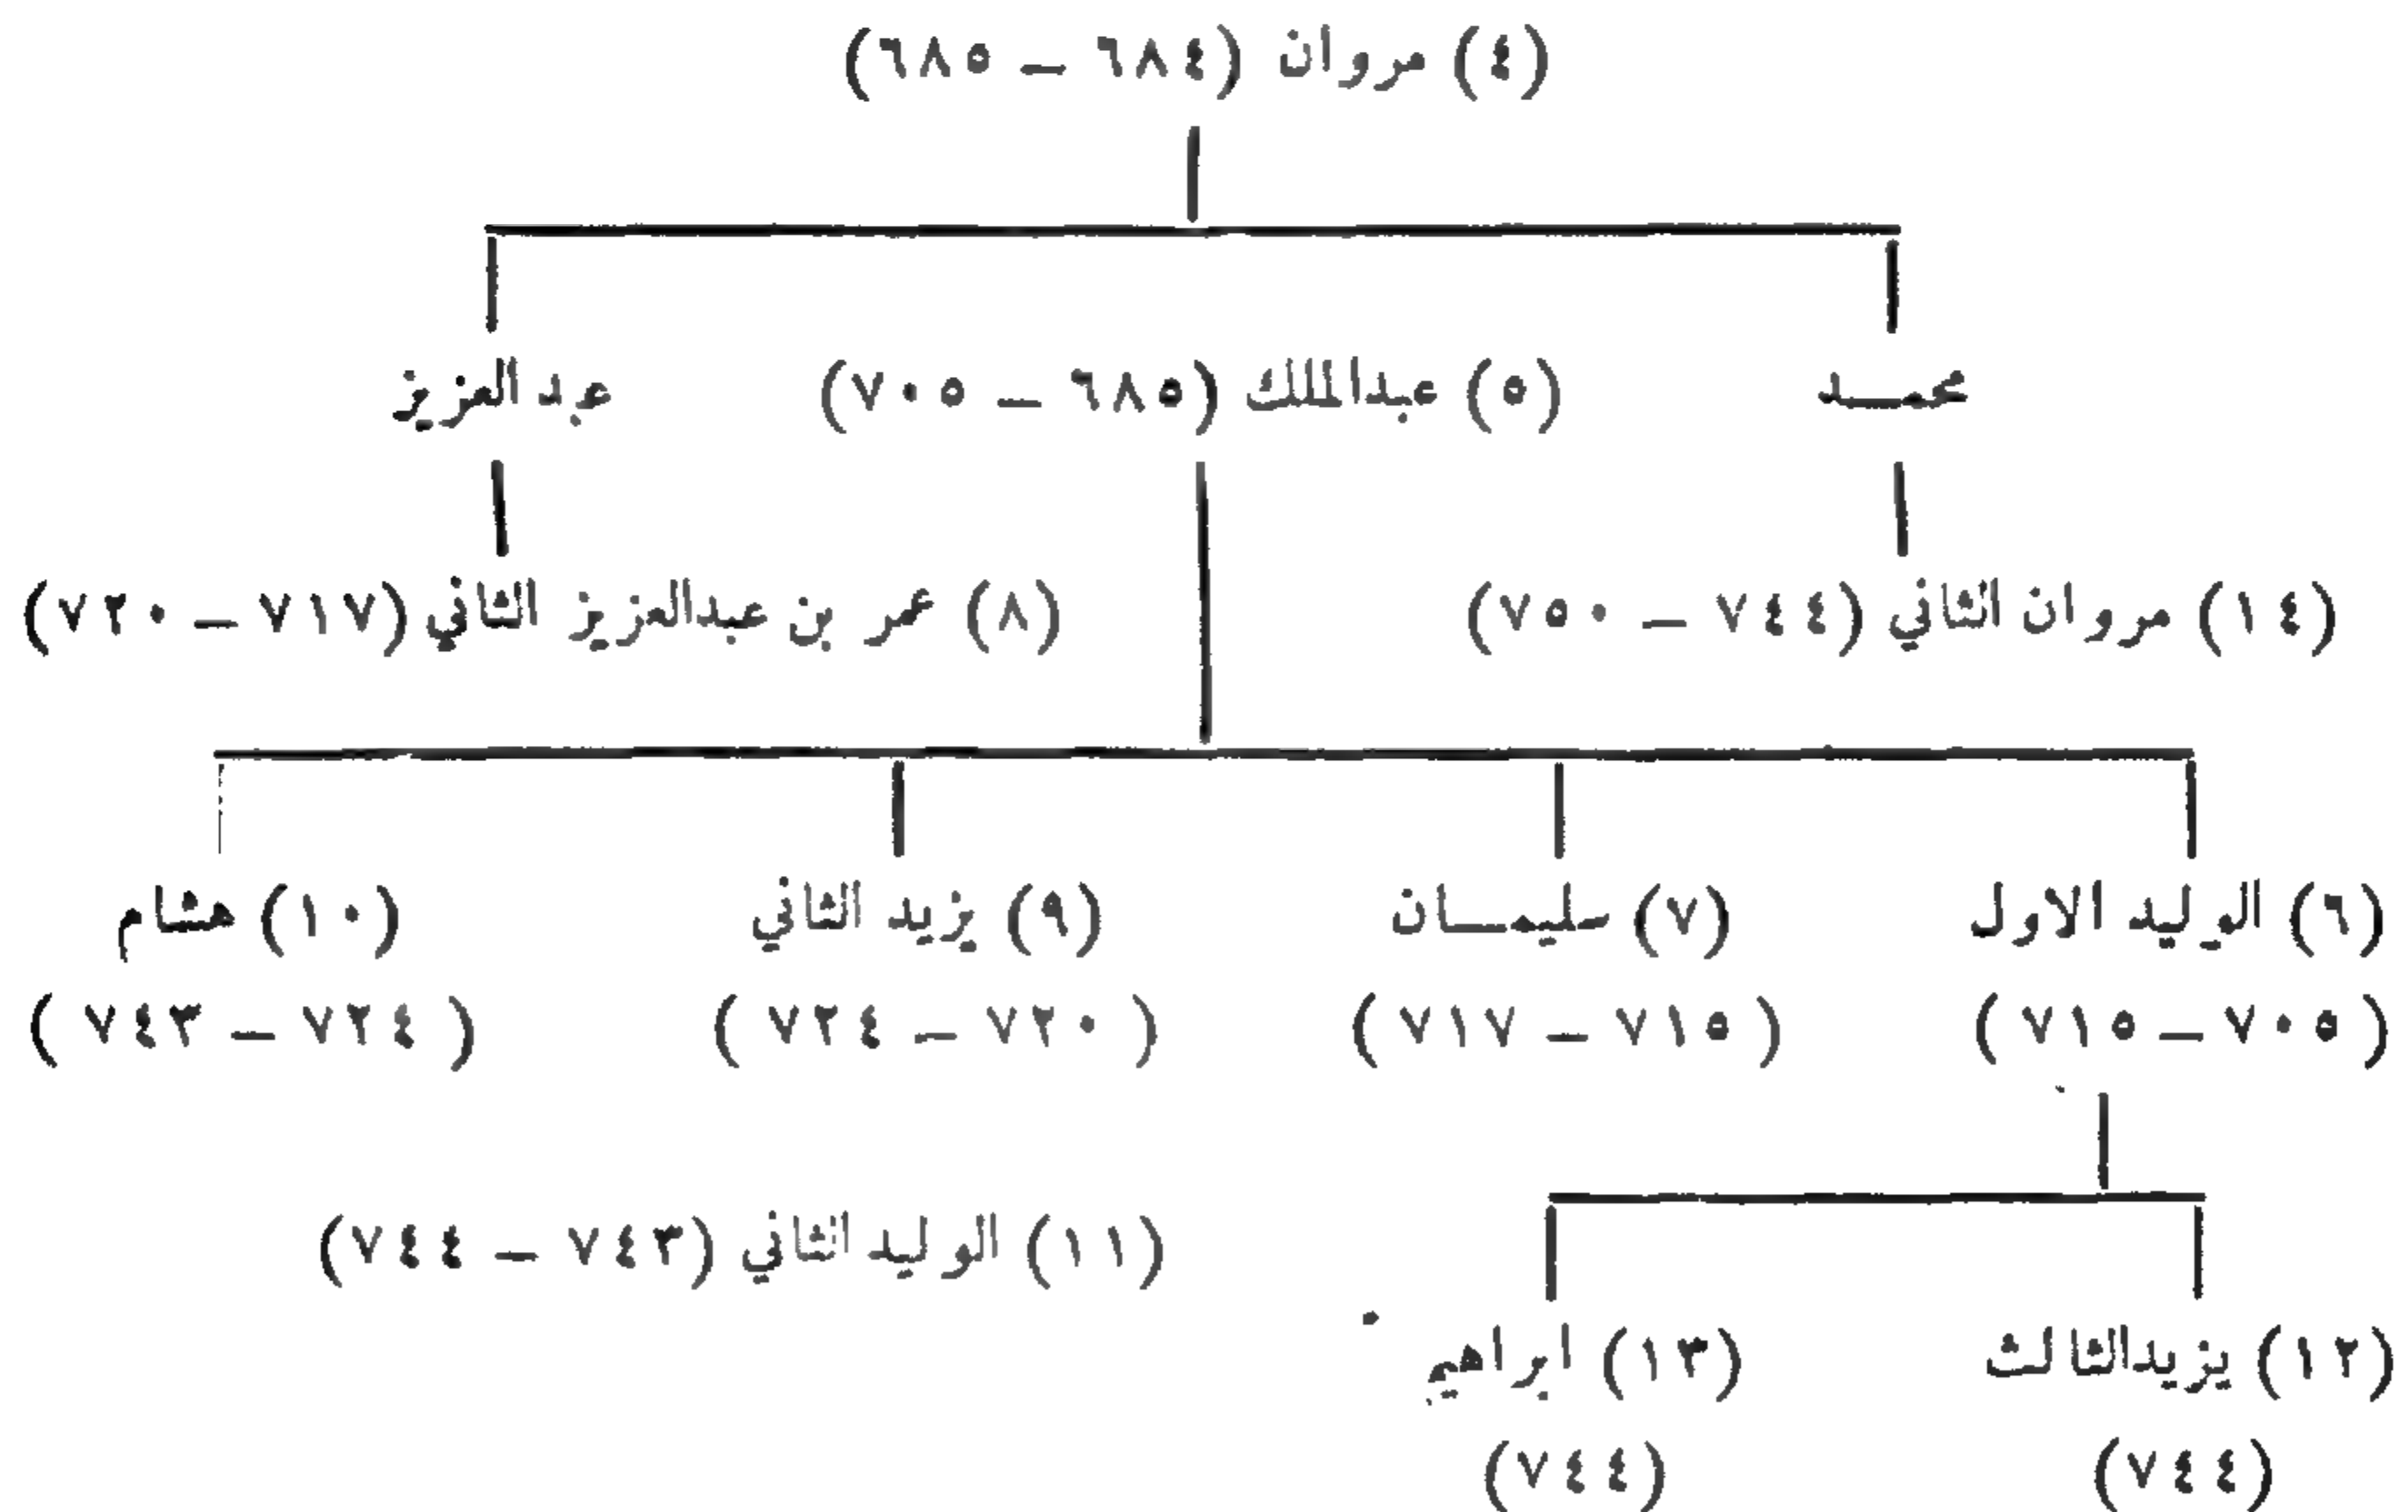 (٤) مروان (٦٨٤ – ٦٨٥)
محمـــد (٥) عبدالملك (٦٨٥ – ٧٠٥) عبد العزيز
(١٤) مروان الثاني (٧٤٤ – ٧٥٠) (٨) عمر بن عبدالعزيز الثاني (٧١٧ – ٧٢٠)
(٦) الوليد الاول (٧) سليمـــان (٩) يزيد الثاني (١٠) هشام
(٧٠٥ – ٧١٥) (٧١٥ – ٧١٧) (٧٢٠ – ٧٢٤) (٧٢٤ – ٧٤٣)
(١١) الوليد الثاني (٧٤٣ – ٧٤٤)
(١٢) يزيدالثالث (١٣) ابراهيم
(٧٤٤) (٧٤٤)